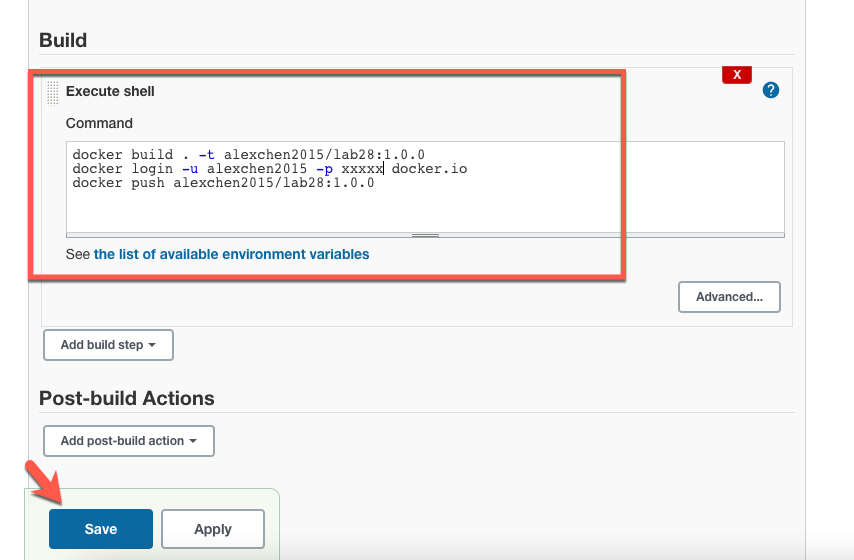 Build
X
Execute shell
Command
docker build . -t alexchen2015/lab28:1.0.0
docker login -u alexchen2015 -p xxxxx docker.io
docker push alexchen2015/lab28:1.0.0
See the list of available environment variables
Advanced...
Add build step
Post-build Actions
Add post-build action
Save Apply